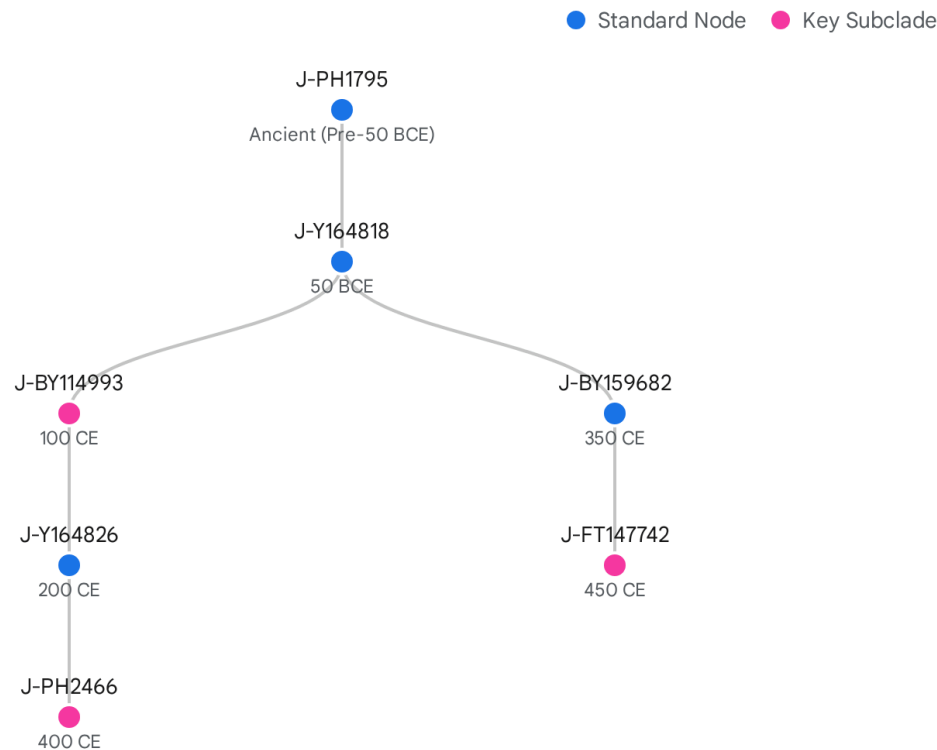 Standard Node
Key Subclade
J-PH1795
Ancient (Pre-50 BCE)
J-Y164818
50 BCE
J-BY114993
J-BY159682
100 CE
350 CE
J-Y164826
J-FT147742
200 CE
450 CE
J-PH2466
400 CE